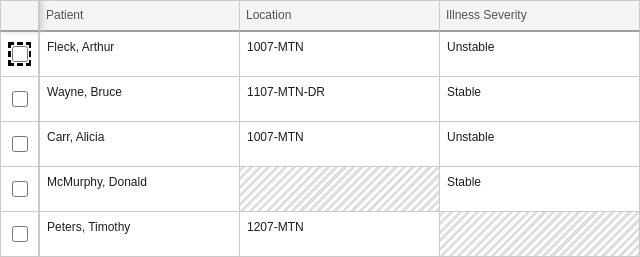 Patient Location Illness Severity
Fleck, Arthur 1007-MTN Unstable
Wayne, Bruce 1107-MTN-DR Stable
Carr, Alicia 1007-MTN Unstable
McMurphy, Donald Stable
Peters, Timothy 1207-MTN